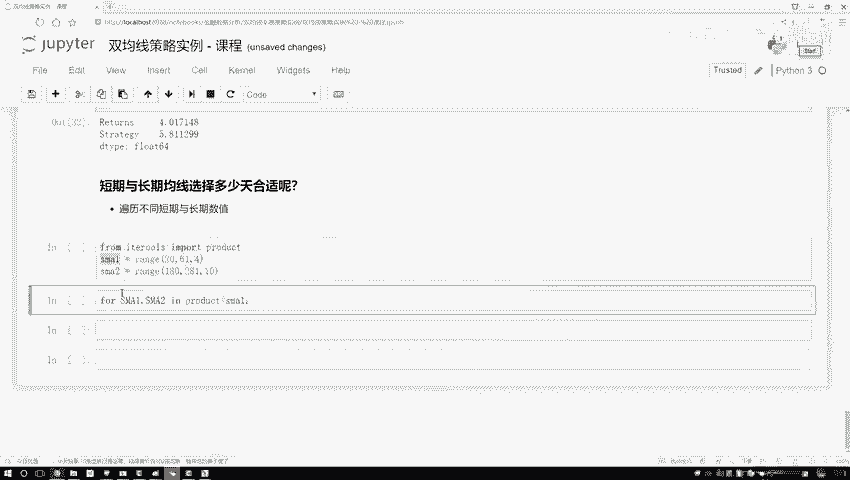 jupyter 双均线策略实例 - 课程 (unsaved changes)
File Edit View Insert Cell Kernel Widgets Help
Trusted Python 3
Code
Out[32]: Returns 4.017148
Strategy 5.811299
dtype: float64
短期与长期均线选择多少天合适呢?
遍历不同短期与长期数值
In [ ]: from itertools import product
sma1 = range(20,61,4)
sma2 = range(180,281,10)
In [ ]: for SMA1,SMA2 in product(sma1,
In [ ]:
In [ ]: